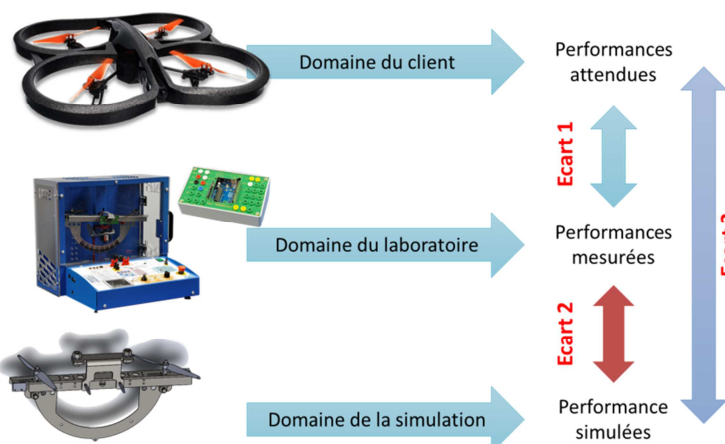 Domaine du client
Performances
attendues
Ecart 1
Domaine du laboratoire
Performances
mesurées
Ecart 2
Domaine de la simulation
Performance
simulées